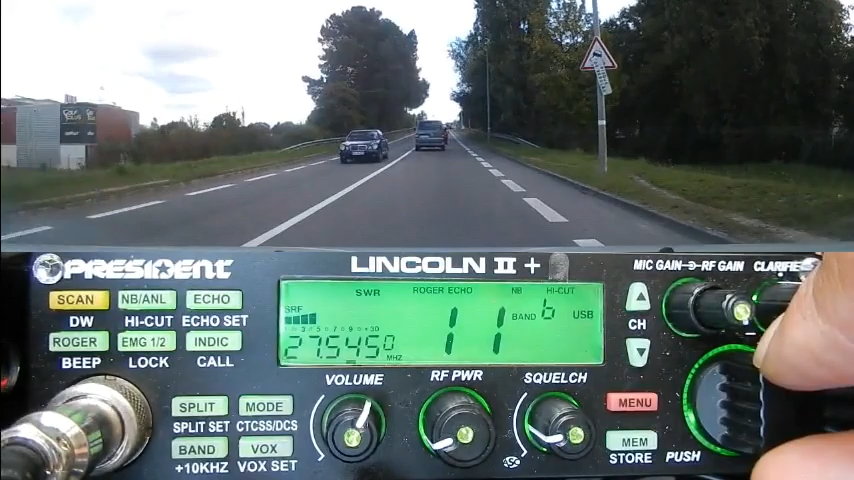 PRESIDENT
LINCOLN II +
MIC GAIN RF GAIN CLARIFIER
SCAN NB/ANL ECHO
DW HI-CUT ECHO SET
ROGER EMG 1/2 INDIC
BEEP LOCK CALL
SWR ROGER ECHO NB HI-CUT
SRF
11 BAND b USB
27.5450 MHZ
CH
VOLUME RF PWR SQUELCH
SPLIT MODE
SPLIT SET CTCSS/DCS
BAND VOX
+10KHZ VOX SET
ASC
MENU
MEM
STORE PUSH